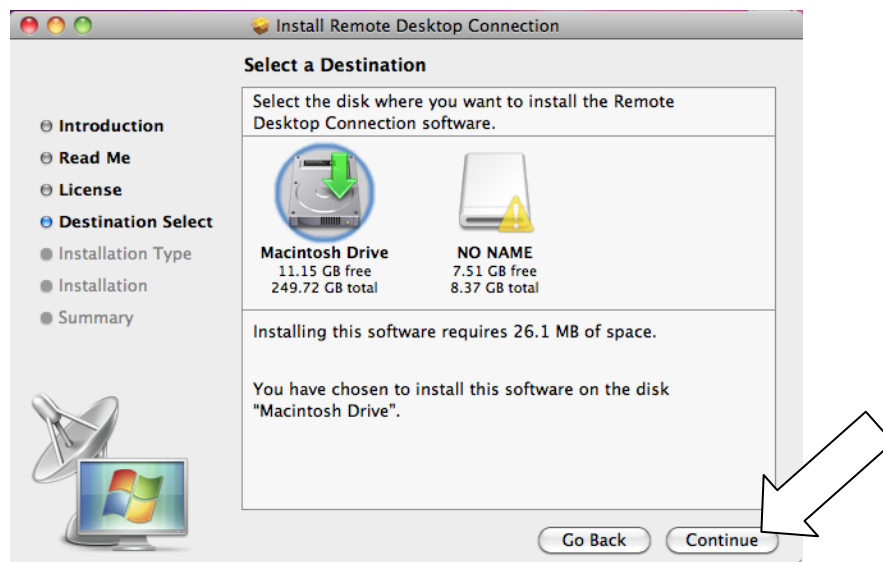 Install Remote Desktop Connection
Select a Destination
Introduction
Read Me
License
Destination Select
Installation Type
Installation
Summary
Select the disk where you want to install the Remote
Desktop Connection software.
Macintosh Drive
11.15 GB free
249.72 GB total
NO NAME
7.51 GB free
8.37 GB total
Installing this software requires 26.1 MB of space.
You have chosen to install this software on the disk
“Macintosh Drive”.
Go Back
Continue